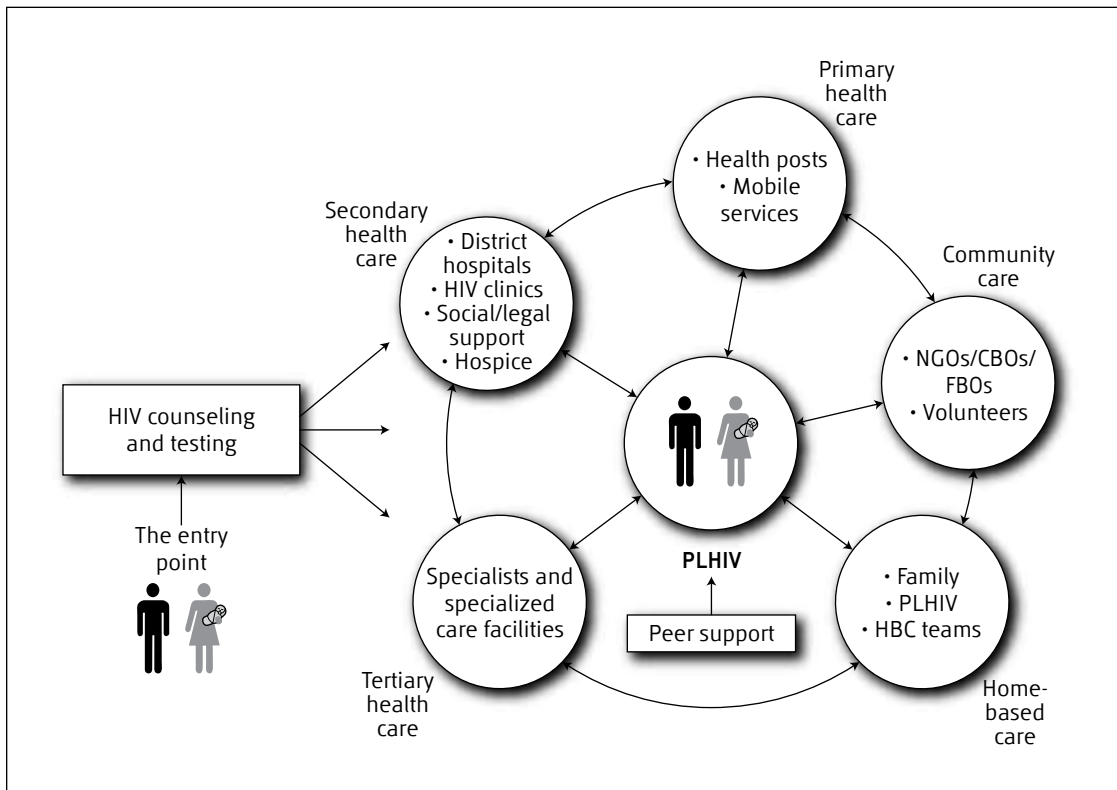 Primary
health
care
• Health posts
• Mobile
services
Secondary
health
care
• District
hospitals
• HIV clinics
• Social/legal
support
• Hospice
Community
care
• NGOs/CBOs/
FBOs
• Volunteers
HIV counseling
and testing
The entry
point
PLHIV
Peer support
Specialists and
specialized
care facilities
Tertiary
health
care
• Family
• PLHIV
• HBC teams
Home-
based
care